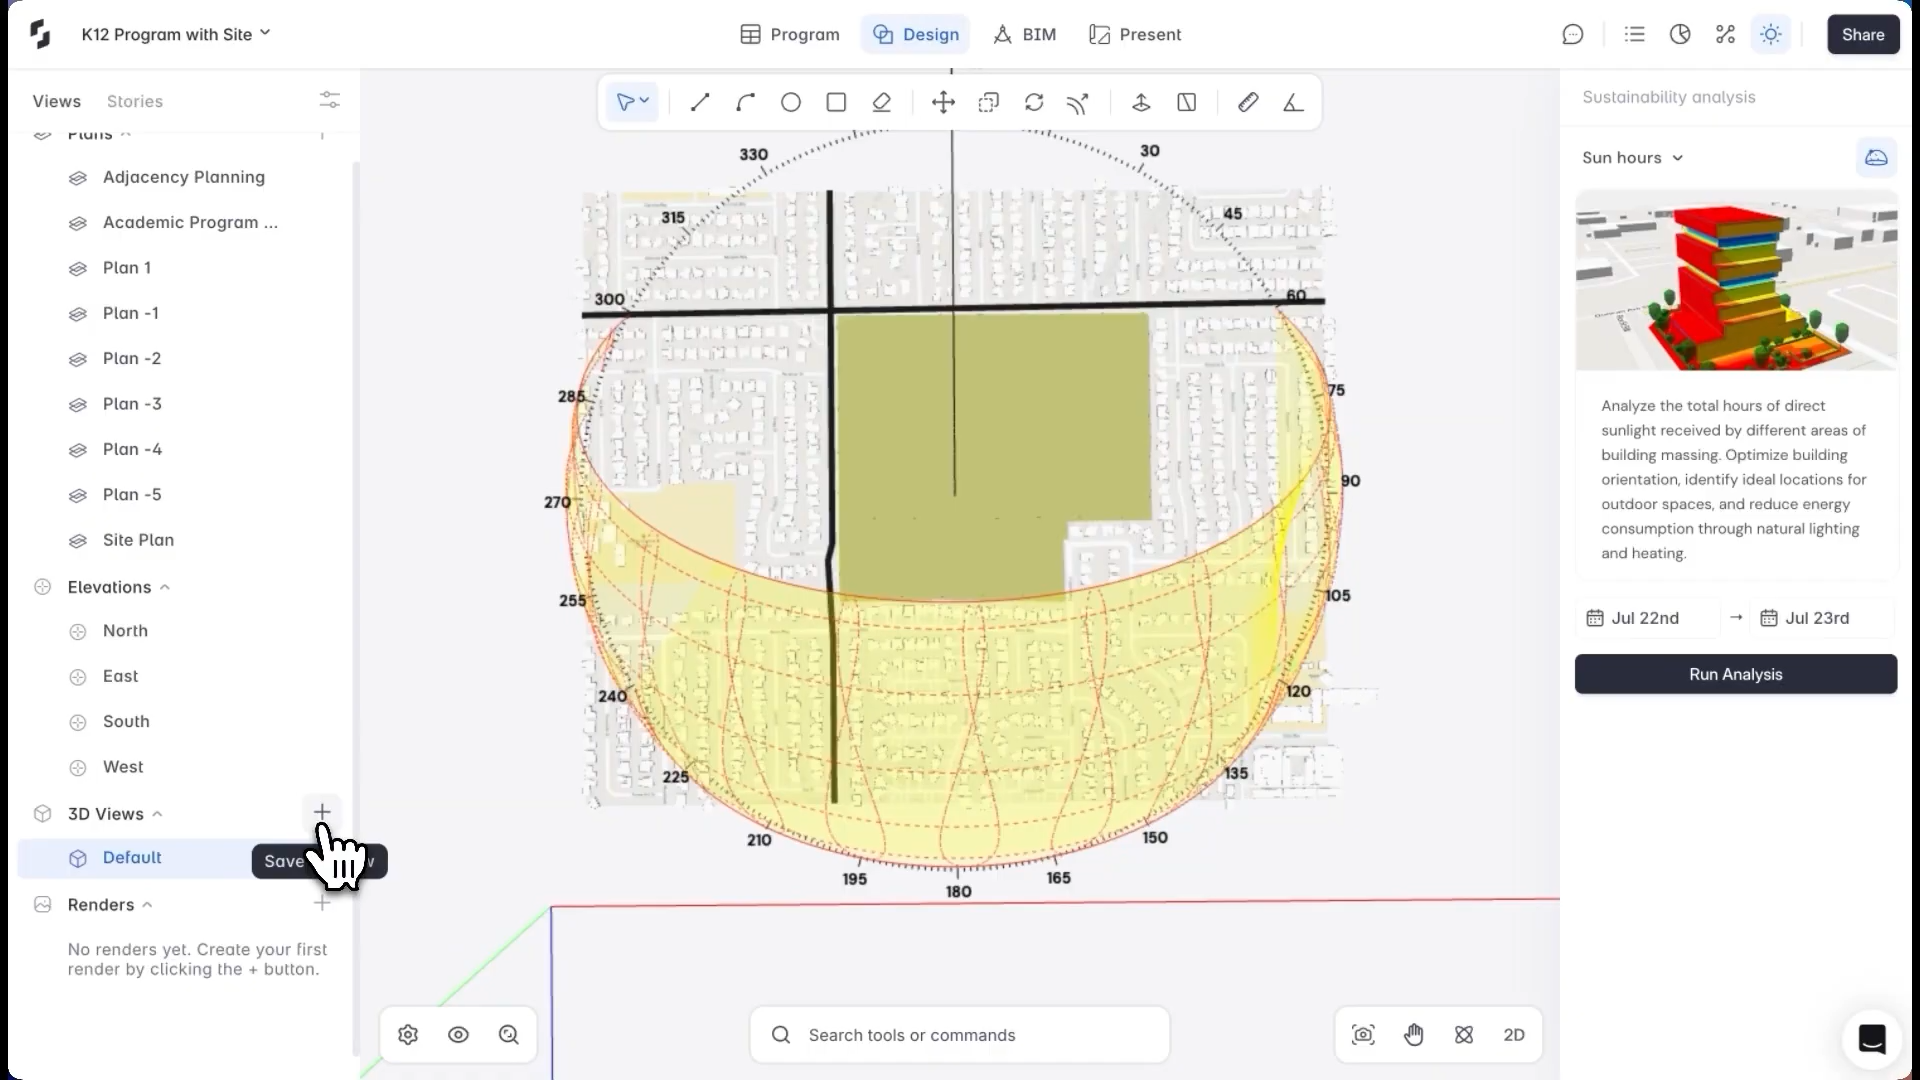 K12 Program with Site
Program
Design
BIM
Present
Share
Views
Stories
Plans
Adjacency Planning
Academic Program ...
Plan 1
Plan -1
Plan -2
Plan -3
Plan -4
Plan -5
Site Plan
Elevations
North
East
South
West
3D Views
Default
Save
Renders
No renders yet. Create your first
render by clicking the + button.
330
30
315
45
300
60
285
75
270
90
255
105
240
120
225
135
210
150
195
165
180
Search tools or commands
2D
Sustainability analysis
Sun hours
Analyze the total hours of direct
sunlight received by different areas of
building massing. Optimize building
orientation, identify ideal locations for
outdoor spaces, and reduce energy
consumption through natural lighting
and heating.
Jul 22nd → Jul 23rd
Run Analysis